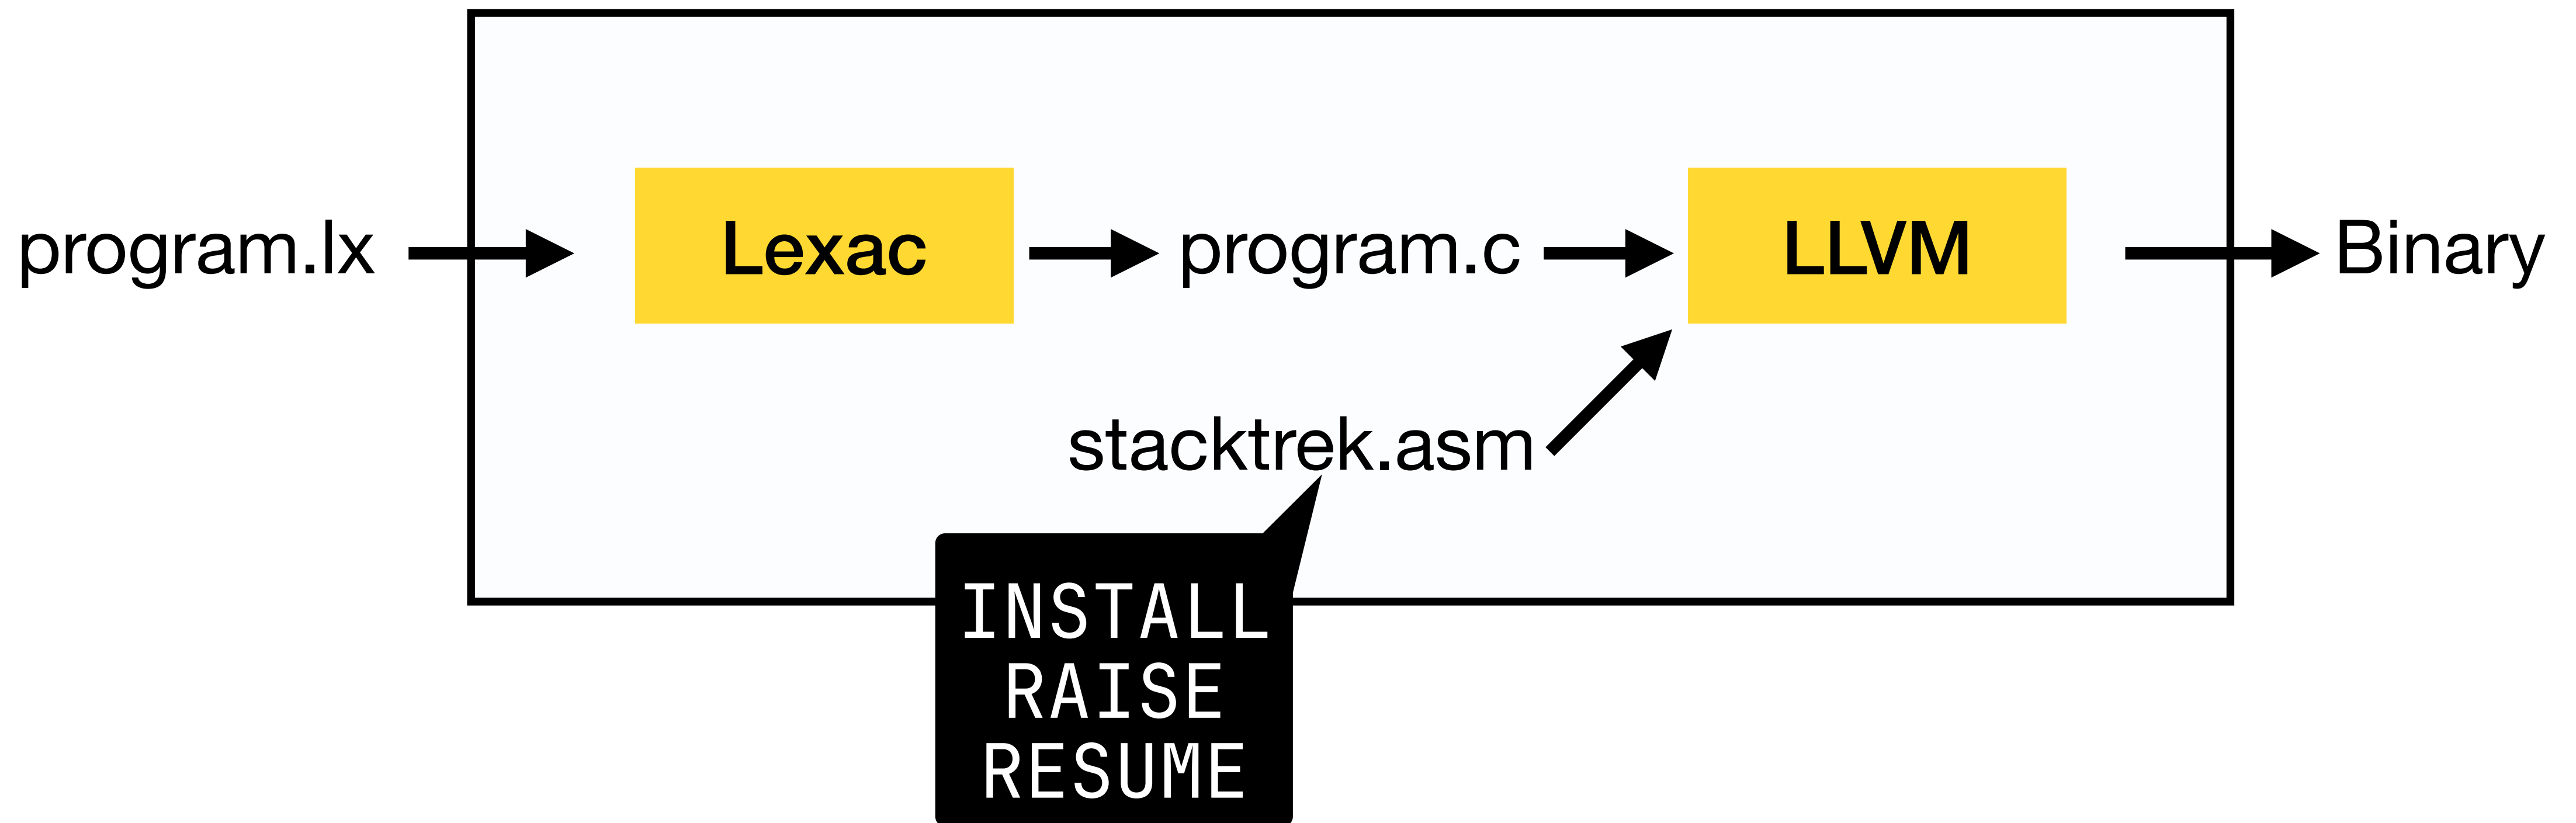 program.lx
Lexac
program.c
LLVM
Binary
stacktrek.asm
INSTALL
RAISE
RESUME